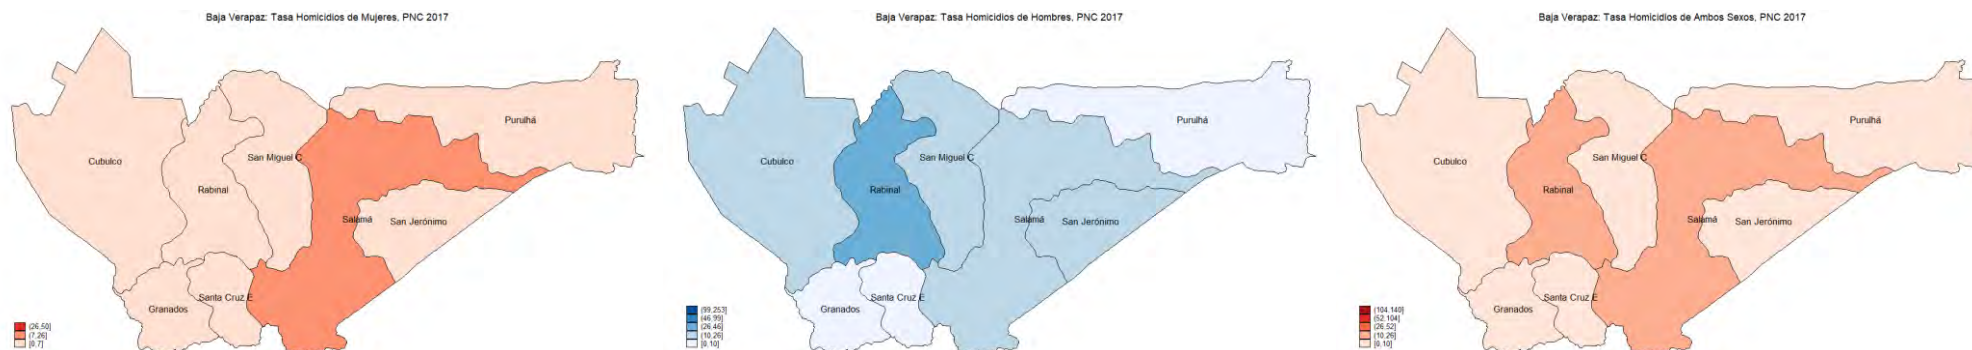 Baja Verapaz: Tasa Homicidios de Mujeres, PNC 2017
Cubulco
Rabinal
San Miguel C
Purulhá
Salamá
San Jerónimo
Granados
Santa Cruz E
(26,50]
(7,26]
[0,7]
Baja Verapaz: Tasa Homicidios de Hombres, PNC 2017
Cubulco
Rabinal
San Miguel C
Purulhá
Salamá
San Jerónimo
Granados
Santa Cruz E
(99,253]
(46,99]
(26,46]
(10,26]
[0,10]
Baja Verapaz: Tasa Homicidios de Ambos Sexos, PNC 2017
Cubulco
Rabinal
San Miguel C
Purulhá
Salamá
San Jerónimo
Granados
Santa Cruz E
(104,140]
(52,104]
(26,52]
(10,26]
[0,10]